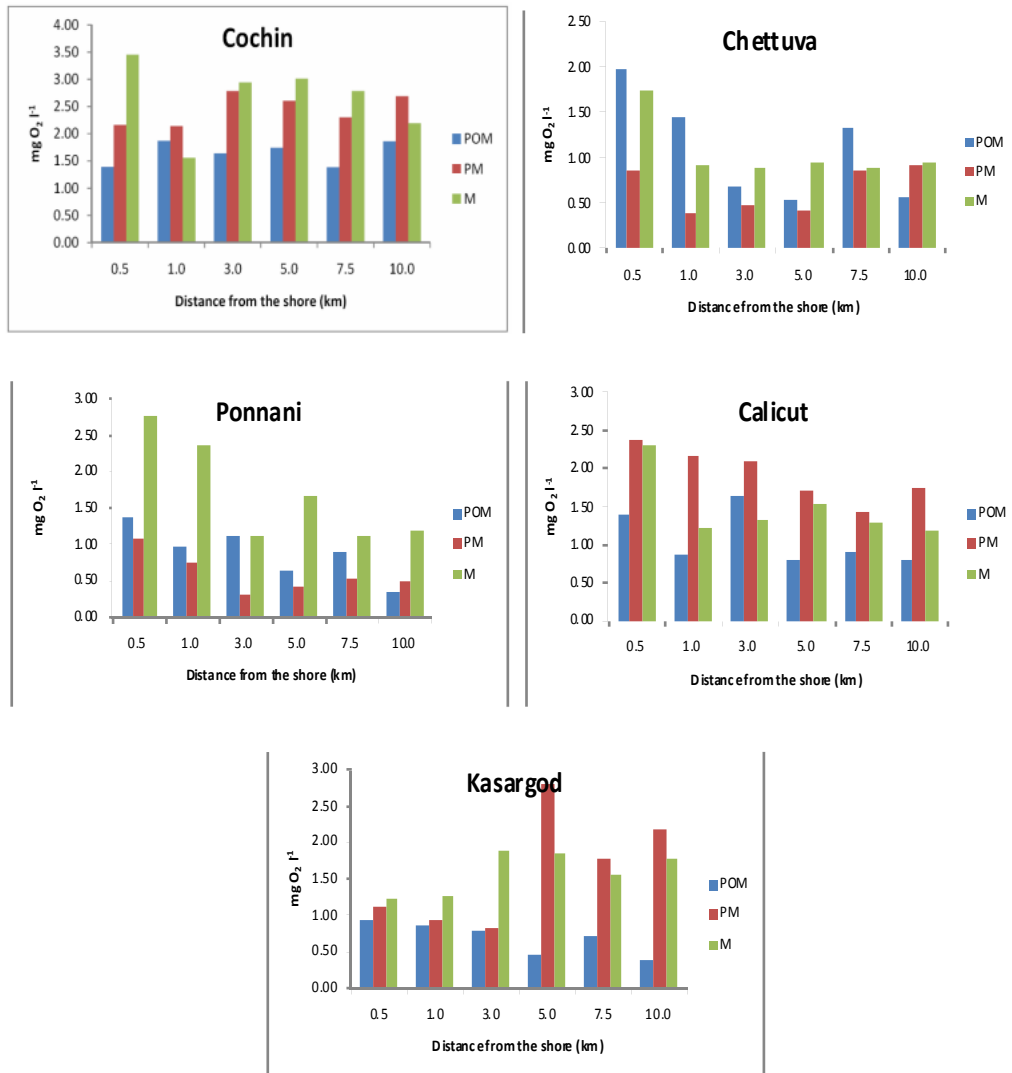 Cochin
4.00
3.50
3.00
2.50
2.00
1.50
1.00
0.50
0.00
mg O₂ l⁻¹
0.5 1.0 3.0 5.0 7.5 10.0
Distance from the shore (km)
POM
PM
M
Chettuva
2.50
2.00
1.50
1.00
0.50
0.00
mg O₂ l⁻¹
0.5 1.0 3.0 5.0 7.5 10.0
Distance from the shore (km)
POM
PM
M
Ponnani
3.00
2.50
2.00
1.50
1.00
0.50
0.00
mg O₂ l⁻¹
0.5 1.0 3.0 5.0 7.5 10.0
Distance from the shore (km)
POM
PM
M
Calicut
3.00
2.50
2.00
1.50
1.00
0.50
0.00
mg O₂ l⁻¹
0.5 1.0 3.0 5.0 7.5 10.0
Distance from the shore (km)
POM
PM
M
Kasargod
3.00
2.50
2.00
1.50
1.00
0.50
0.00
mg O₂ l⁻¹
0.5 1.0 3.0 5.0 7.5 10.0
Distance from the shore (km)
POM
PM
M